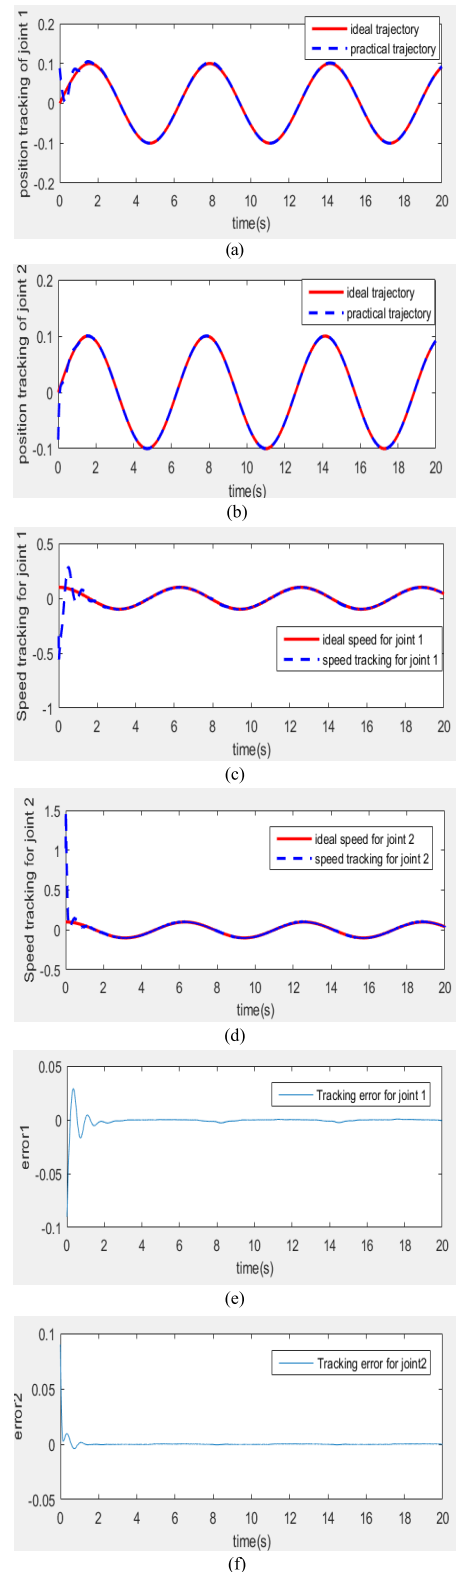 position tracking of joint 1
0.2
0.1
0
-0.1
-0.2
ideal trajectory
practical trajectory
0 2 4 6 8 10 12 14 16 18 20
time(s)
(a)
position tracking of joint 2
0.2
0.1
0
-0.1
ideal trajectory
practical trajectory
0 2 4 6 8 10 12 14 16 18 20
time(s)
(b)
Speed tracking for joint 1
0.5
0
-0.5
-1
ideal speed for joint 1
speed tracking for joint 1
0 2 4 6 8 10 12 14 16 18 20
time(s)
(c)
Speed tracking for joint 2
1.5
1
0.5
0
-0.5
ideal speed for joint 2
speed tracking for joint 2
0 2 4 6 8 10 12 14 16 18 20
time(s)
(d)
error1
0.05
0
-0.05
-0.1
Tracking error for joint 1
0 2 4 6 8 10 12 14 16 18 20
time(s)
(e)
error2
0.1
0.05
0
-0.05
Tracking error for joint2
0 2 4 6 8 10 12 14 16 18 20
time(s)
(f)